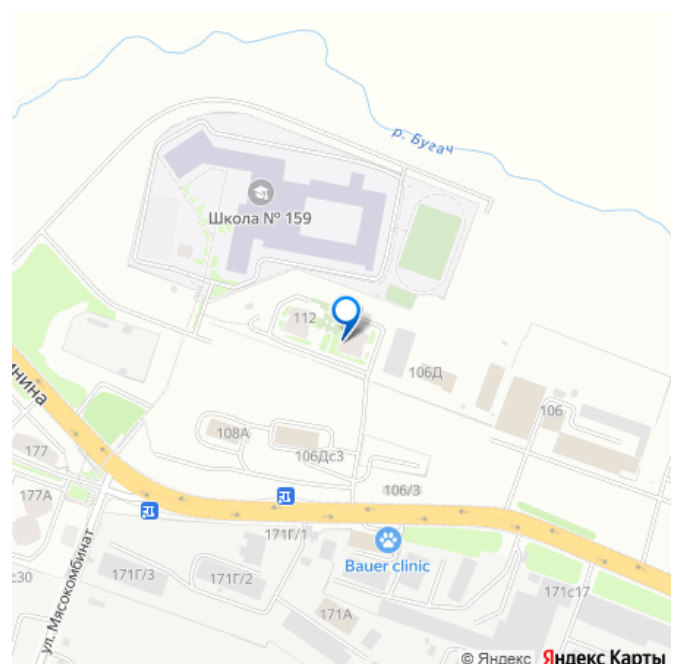 р. Бугач
Школа № 159
112
106Д
106
инина
108А
106Дс3
177
177А
106/3
171Г/1
Bauer clinic
171Г/3
171Г/2
171с17
с30
ул. Мясокомбинат
171А
© Яндекс Яндекс Карты